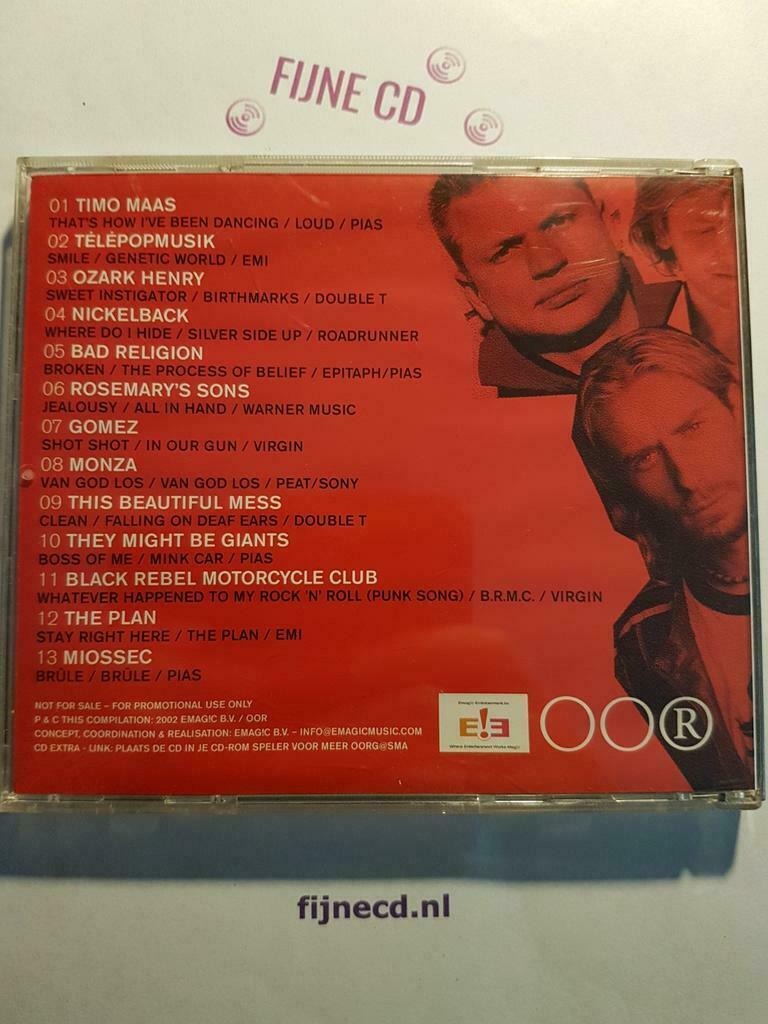 FIJNE CD
01 TIMO MAAS
THAT'S HOW I'VE BEEN DANCING / LOUD / PIAS
02 TÉLÉPOPMUSIK
SMILE / GENETIC WORLD / EMI
03 OZARK HENRY
SWEET INSTIGATOR / BIRTHMARKS / DOUBLE T
04 NICKELBACK
WHERE DO I HIDE / SILVER SIDE UP / ROADRUNNER
05 BAD RELIGION
BROKEN / THE PROCESS OF BELIEF / EPITAPH/PIAS
06 ROSEMARY'S SONS
JEALOUSY / ALL IN HAND / WARNER MUSIC
07 GOMEZ
SHOT SHOT / IN OUR GUN / VIRGIN
08 MONZA
VAN GOD LOS / VAN GOD LOS / PEAT/SONY
09 THIS BEAUTIFUL MESS
CLEAN / FALLING ON DEAF EARS / DOUBLE T
10 THEY MIGHT BE GIANTS
BOSS OF ME / MINK CAR / PIAS
11 BLACK REBEL MOTORCYCLE CLUB
WHATEVER HAPPENED TO MY ROCK 'N' ROLL (PUNK SONG) / B.R.M.C. / VIRGIN
12 THE PLAN
STAY RIGHT HERE / THE PLAN / EMI
13 MIOSSEC
BRÛLE / BRÛLE / PIAS
NOT FOR SALE – FOR PROMOTIONAL USE ONLY
P & C THIS COMPILATION: 2002 EMAG!C B.V. / OOR
CONCEPT, COORDINATION & REALISATION: EMAG!C B.V. – INFO@EMAGICMUSIC.COM
CD EXTRA - LINK: PLAATS DE CD IN JE CD-ROM SPELER VOOR MEER OORG@SMA
Emag!c Entertainment bv
E!E
Where Entertainment Works Mag!c
OOR
fijnecd.nl